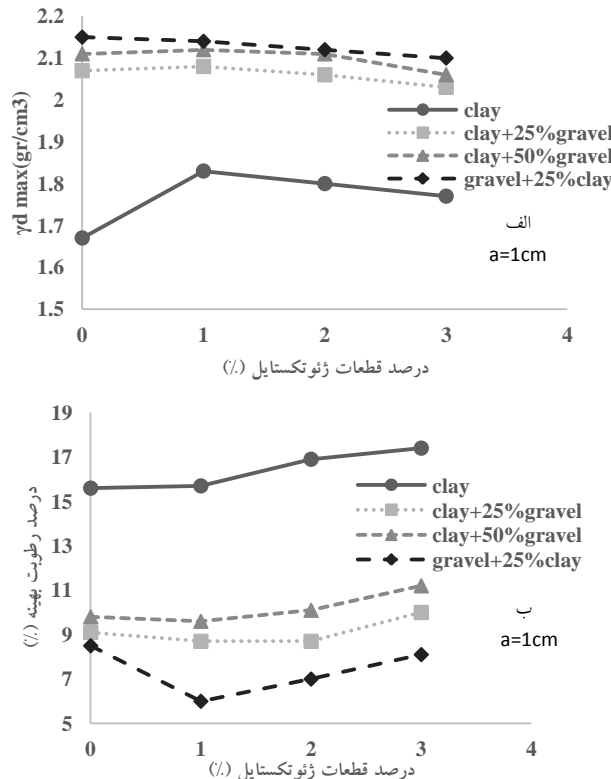 γd max(gr/cm3)
2.2
2.1
2
1.9
1.8
1.7
1.6
1.5
0 1 2 3 4
درصد قطعات ژئوتکستایل (٪)
clay
clay+25%gravel
clay+50%gravel
gravel+25%clay
الف
a=1cm
درصد رطوبت بهینه (٪)
19
17
15
13
11
9
7
5
0 1 2 3 4
درصد قطعات ژئوتکستایل (٪)
clay
clay+25%gravel
clay+50%gravel
gravel+25%clay
ب
a=1cm